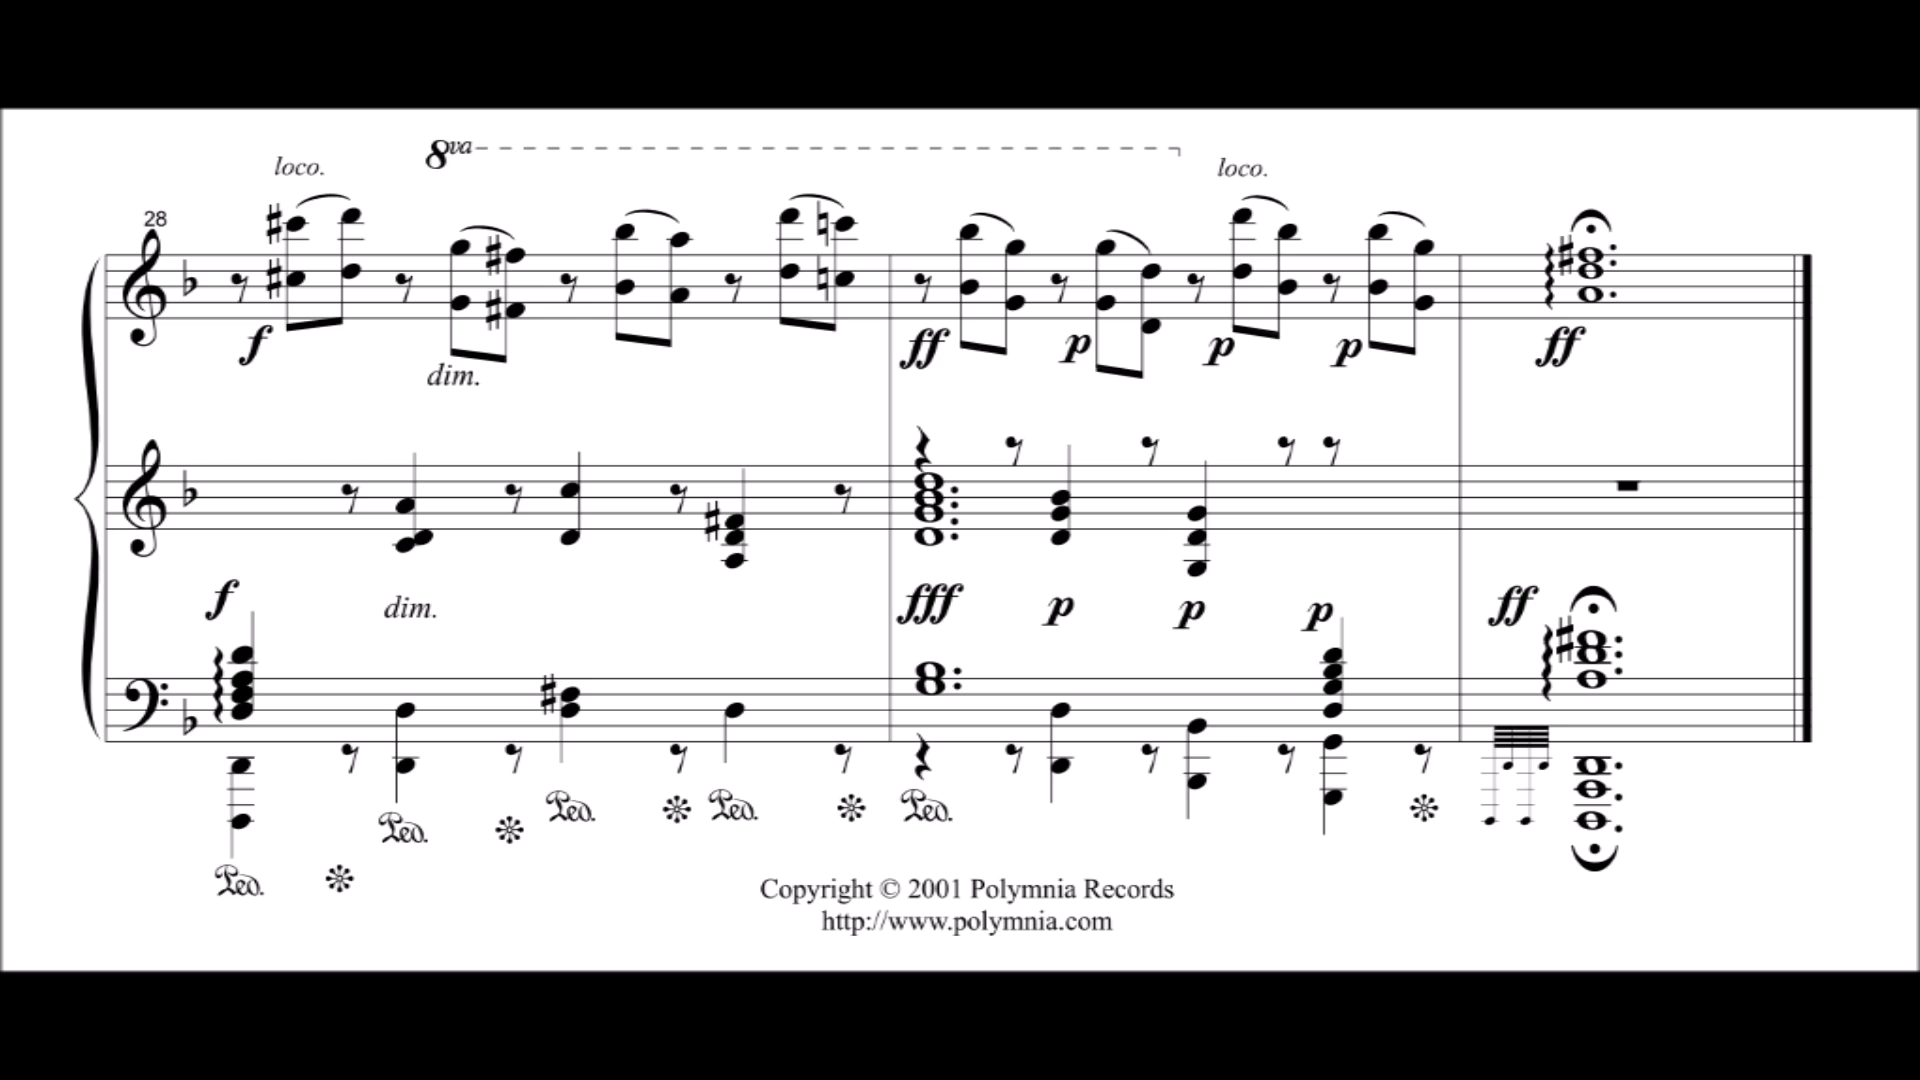 8va
loco.
loco.
28
f
dim.
ff
p
p
p
ff
f
dim.
fff
p
p
p
ff
Ped.
Ped.
Ped.
Ped.
Ped.
Copyright © 2001 Polymnia Records
http://www.polymnia.com